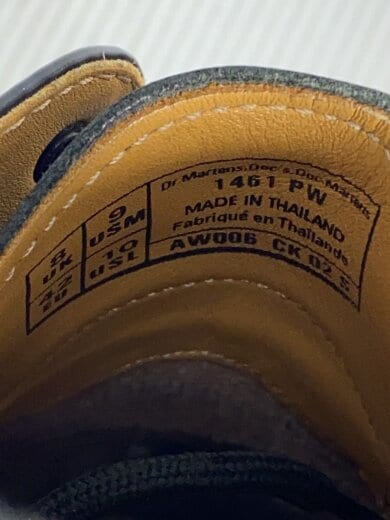 8 UK
42 EU
9 USM
10 USL
Dr.Martens,Doc's,Doc Martens
1461 PW
MADE IN THAILAND
Fabriqué en Thaïlande
AW006 CK 02 S